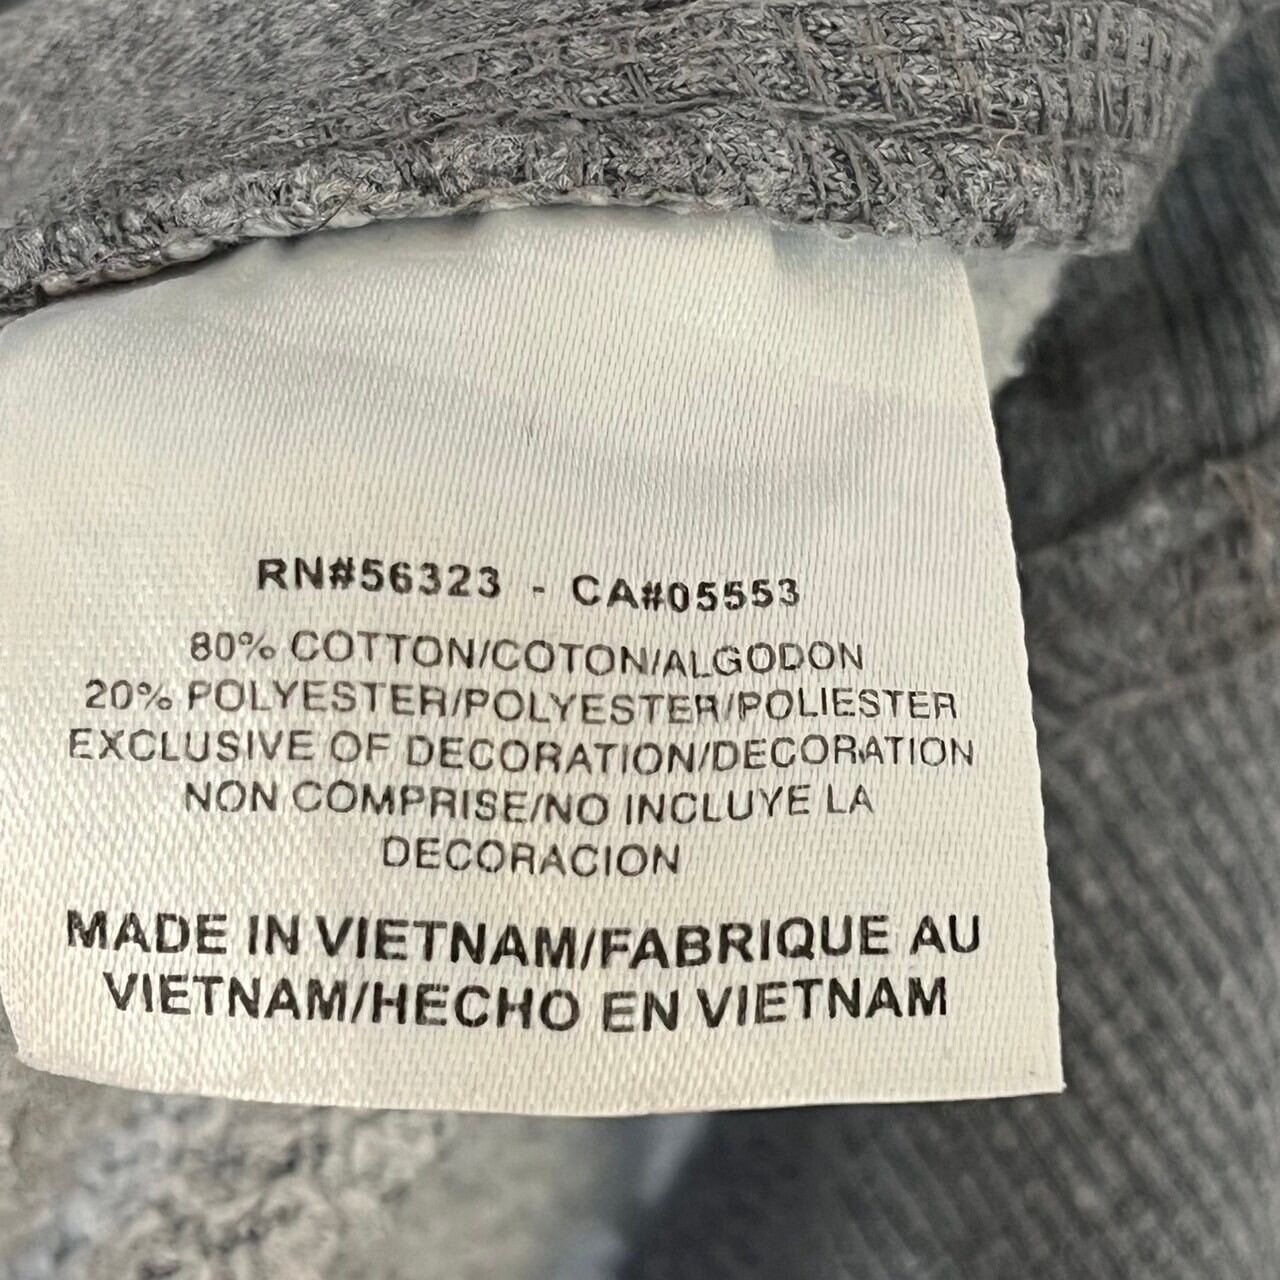 RN#56323 - CA#05553
80% COTTON/COTON/ALGODON
20% POLYESTER/POLYESTER/POLIESTER
EXCLUSIVE OF DECORATION/DECORATION
NON COMPRISE/NO INCLUYE LA
DECORACION
MADE IN VIETNAM/FABRIQUE AU
VIETNAM/HECHO EN VIETNAM